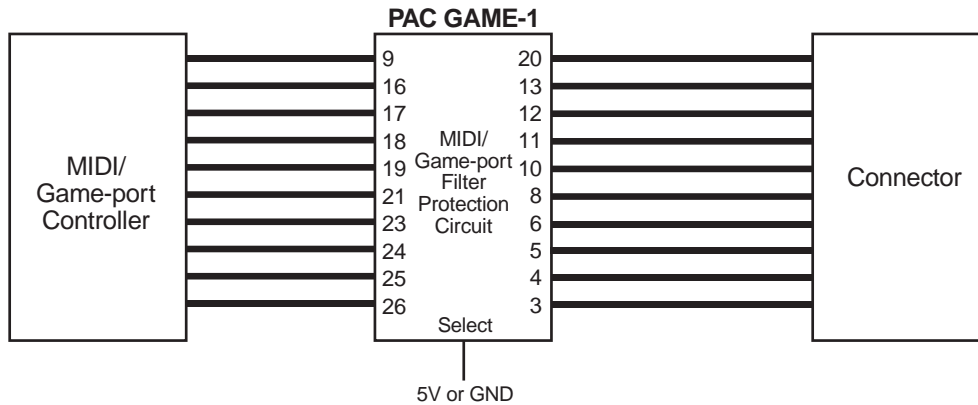 PAC GAME-1
MIDI/
Game-port
Controller
9
16
17
18
19
21
23
24
25
26
MIDI/
Game-port
Filter
Protection
Circuit
Select
20
13
12
11
10
8
6
5
4
3
Connector
5V or GND